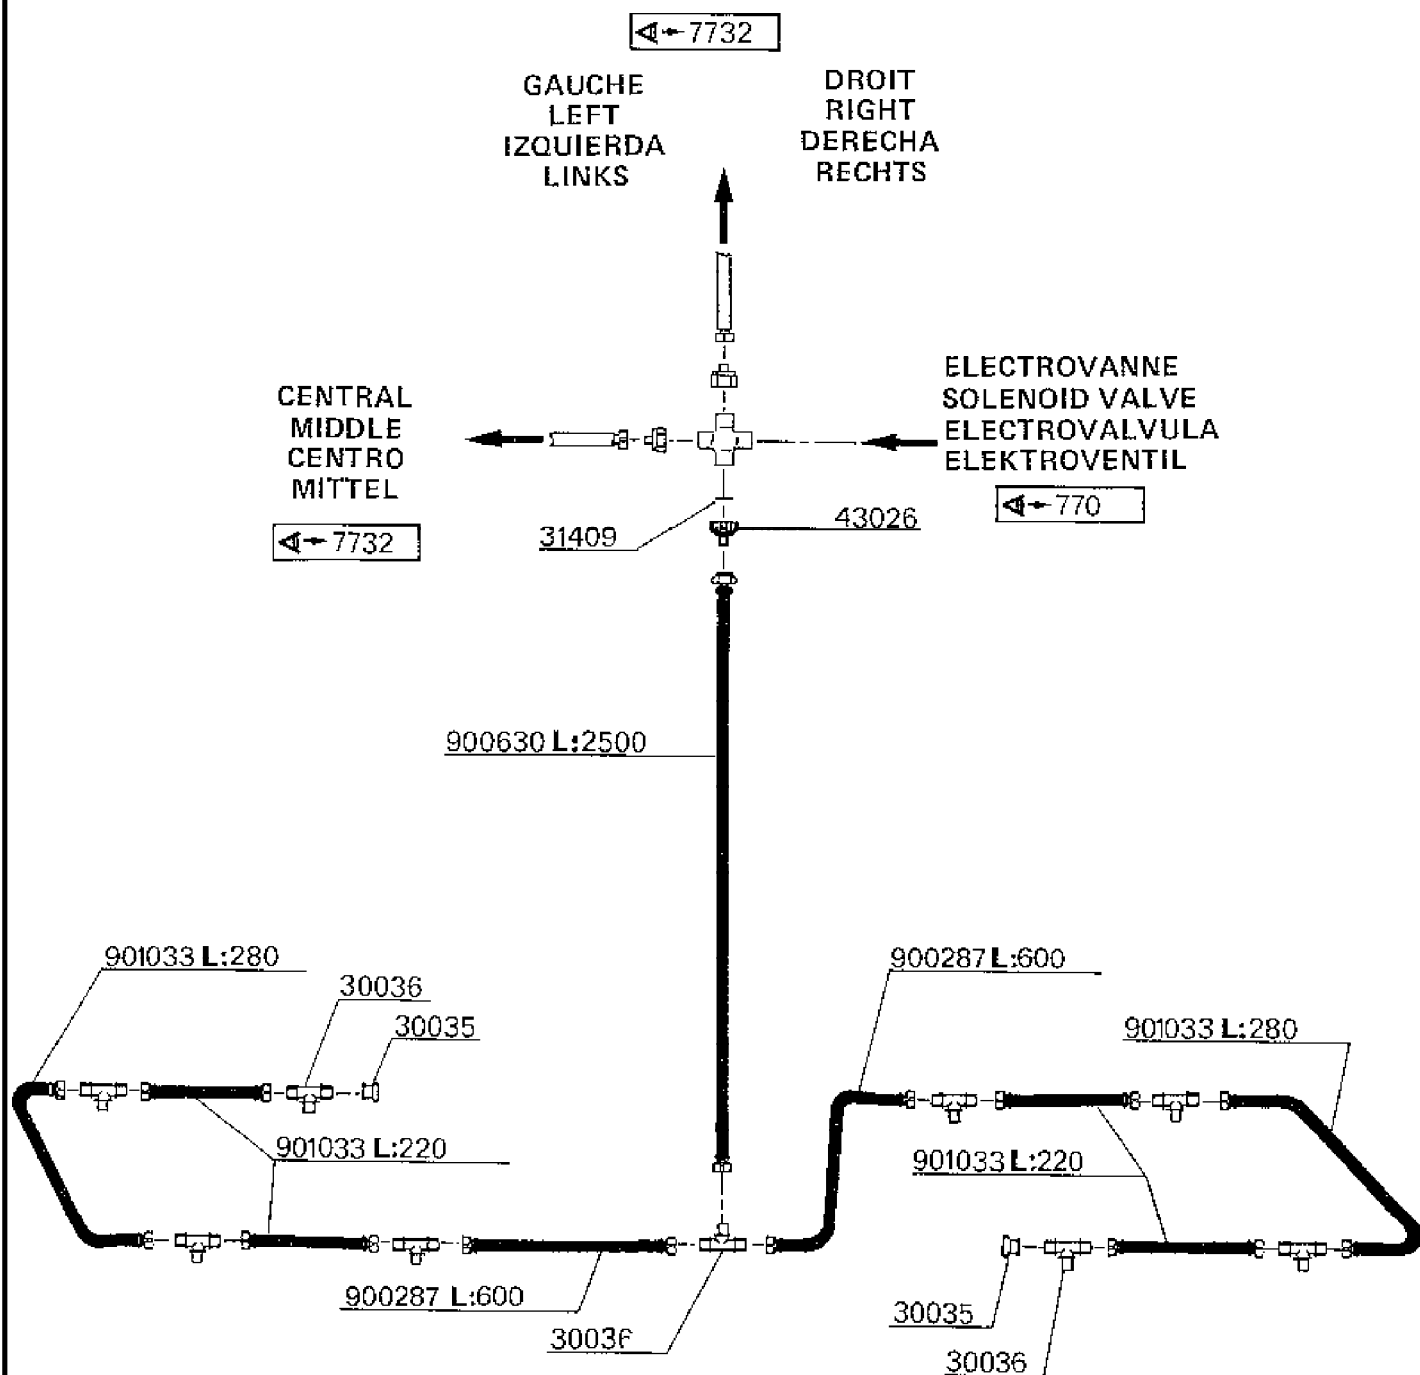 7732
GAUCHE
LEFT
IZQUIERDA
LINKS
DROIT
RIGHT
DERECHA
RECHTS
CENTRAL
MIDDLE
CENTRO
MITTEL
7732
ELECTROVANNE
SOLENOID VALVE
ELECTROVALVULA
ELEKTROVENTIL
770
31409
43026
900630 L:2500
901033 L:280
30036
30035
900287 L:600
901033 L:280
901033 L:220
901033 L:220
900287 L:600
30036
30035
30036